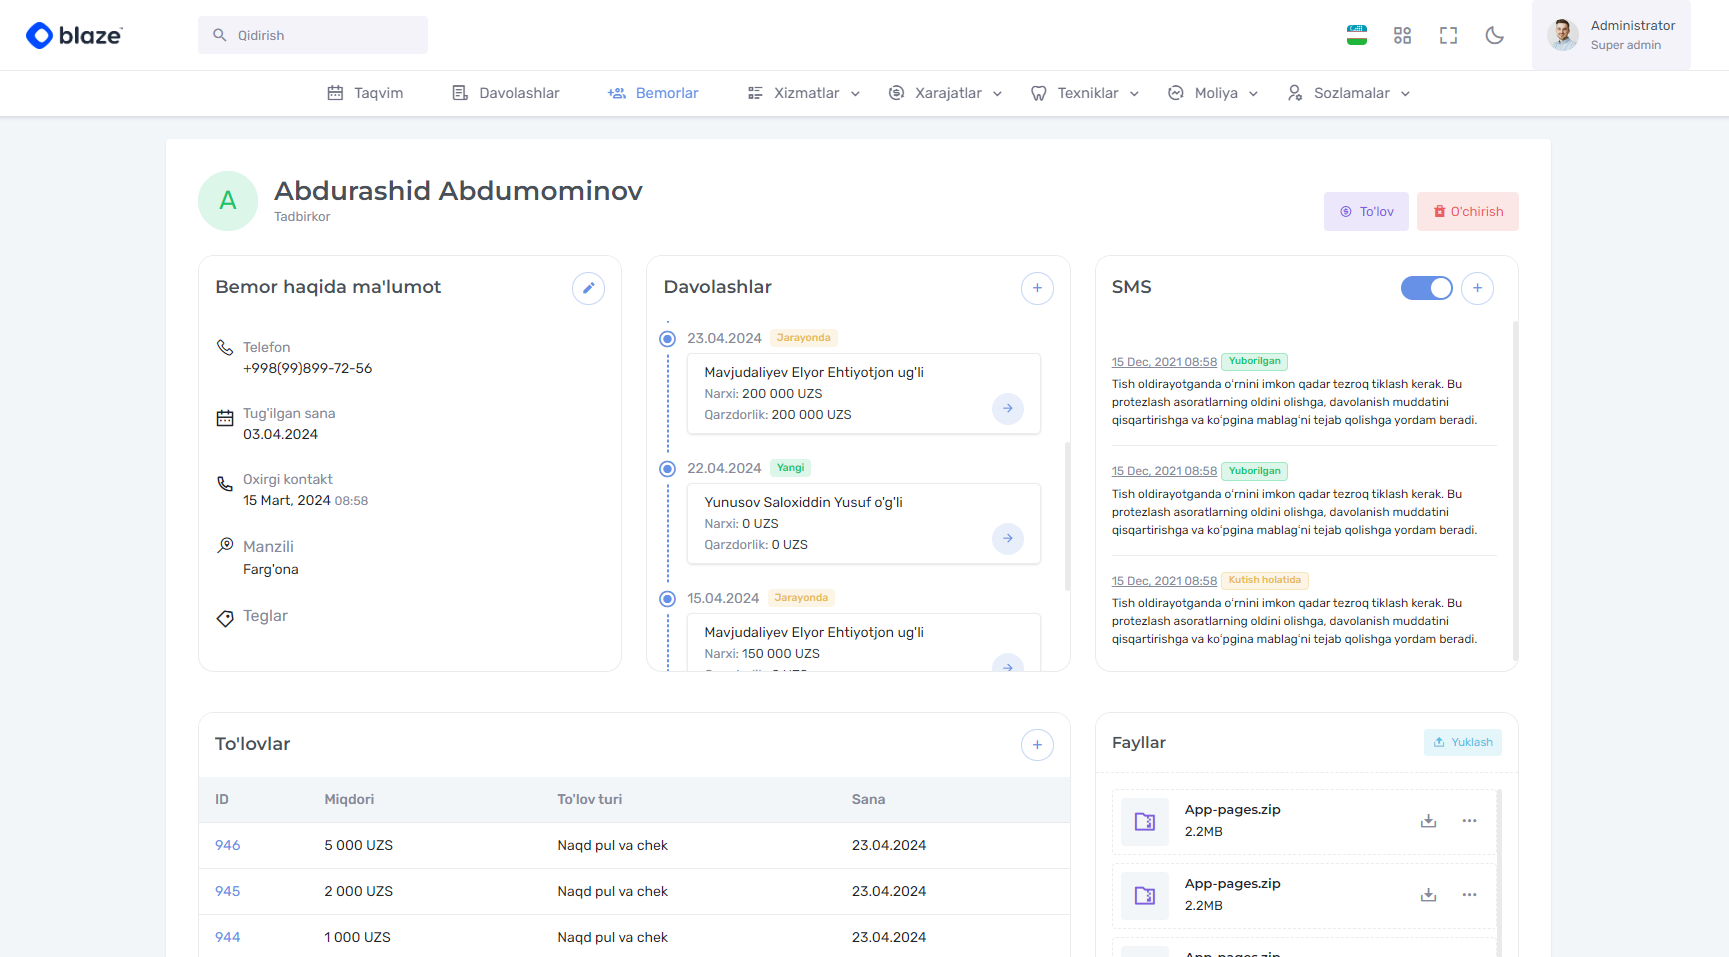 blaze™
Qidirish
Administrator
Super admin
Taqvim
Davolashlar
Bemorlar
Xizmatlar
Xarajatlar
Texniklar
Moliya
Sozlamalar
A
Abdurashid Abdumominov
Tadbirkor
To'lov
O'chirish
Bemor haqida ma'lumot
Telefon
+998(99)899-72-56
Tug'ilgan sana
03.04.2024
Oxirgi kontakt
15 Mart, 2024 08:58
Manzili
Farg'ona
Teglar
Davolashlar
23.04.2024 Jarayonda
Mavjudaliyev Elyor Ehtiyotjon ug'li
Narxi: 200 000 UZS
Qarzdorlik: 200 000 UZS
22.04.2024 Yangi
Yunusov Saloxiddin Yusuf o'g'li
Narxi: 0 UZS
Qarzdorlik: 0 UZS
15.04.2024 Jarayonda
Mavjudaliyev Elyor Ehtiyotjon ug'li
Narxi: 150 000 UZS
SMS
15 Dec, 2021 08:58 Yuborilgan
Tish oldirayotganda o'rnini imkon qadar tezroq tiklash kerak. Bu
protezlash asoratlarning oldini olishga, davolanish muddatini
qisqartirishga va ko'pgina mablag'ni tejab qolishga yordam beradi.
15 Dec, 2021 08:58 Yuborilgan
Tish oldirayotganda o'rnini imkon qadar tezroq tiklash kerak. Bu
protezlash asoratlarning oldini olishga, davolanish muddatini
qisqartirishga va ko'pgina mablag'ni tejab qolishga yordam beradi.
15 Dec, 2021 08:58 Kutish holatida
Tish oldirayotganda o'rnini imkon qadar tezroq tiklash kerak. Bu
protezlash asoratlarning oldini olishga, davolanish muddatini
qisqartirishga va ko'pgina mablag'ni tejab qolishga yordam beradi.
To'lovlar
ID Miqdori To'lov turi Sana
946 5 000 UZS Naqd pul va chek 23.04.2024
945 2 000 UZS Naqd pul va chek 23.04.2024
944 1 000 UZS Naqd pul va chek 23.04.2024
Fayllar
Yuklash
App-pages.zip
2.2MB
App-pages.zip
2.2MB